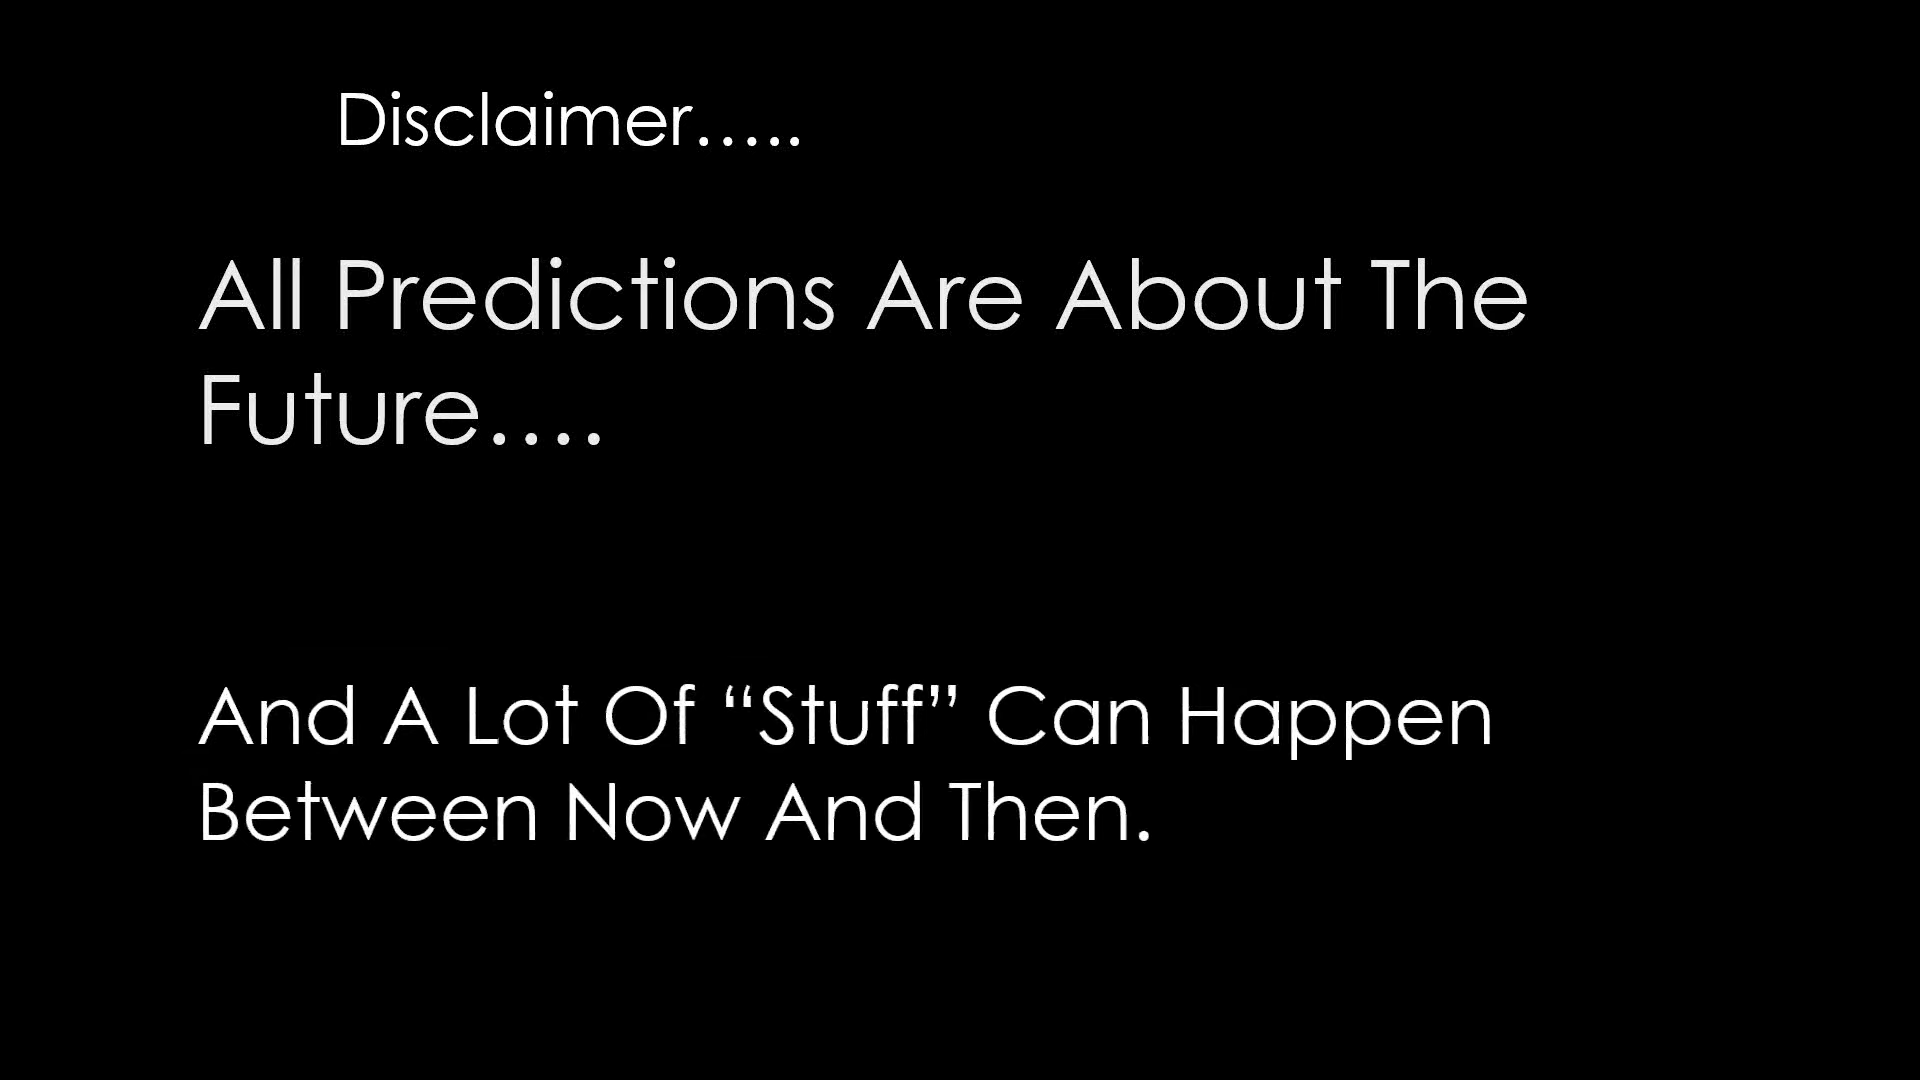 Disclaimer…..
All Predictions Are About The
Future….
And A Lot Of “Stuff” Can Happen
Between Now And Then.